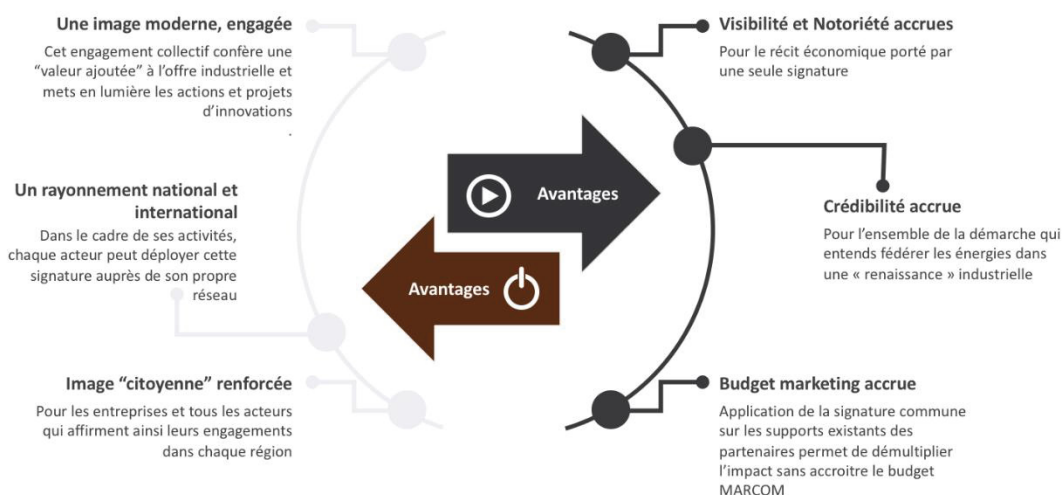 Une image moderne, engagée
Cet engagement collectif confère une
“valeur ajoutée” à l’offre industrielle et
mets en lumière les actions et projets
d’innovations
.
Un rayonnement national et
international
Dans le cadre de ses activités,
chaque acteur peut déployer cette
signature auprès de son propre
réseau
Image “citoyenne” renforcée
Pour les entreprises et tous les acteurs
qui affirment ainsi leurs engagements
dans chaque région
Avantages
Avantages
Visibilité et Notoriété accrues
Pour le récit économique porté par
une seule signature
Crédibilité accrue
Pour l’ensemble de la démarche qui
entends fédérer les énergies dans
une « renaissance » industrielle
Budget marketing accrue
Application de la signature commune
sur les supports existants des
partenaires permet de démultiplier
l’impact sans accroitre le budget
MARCOM